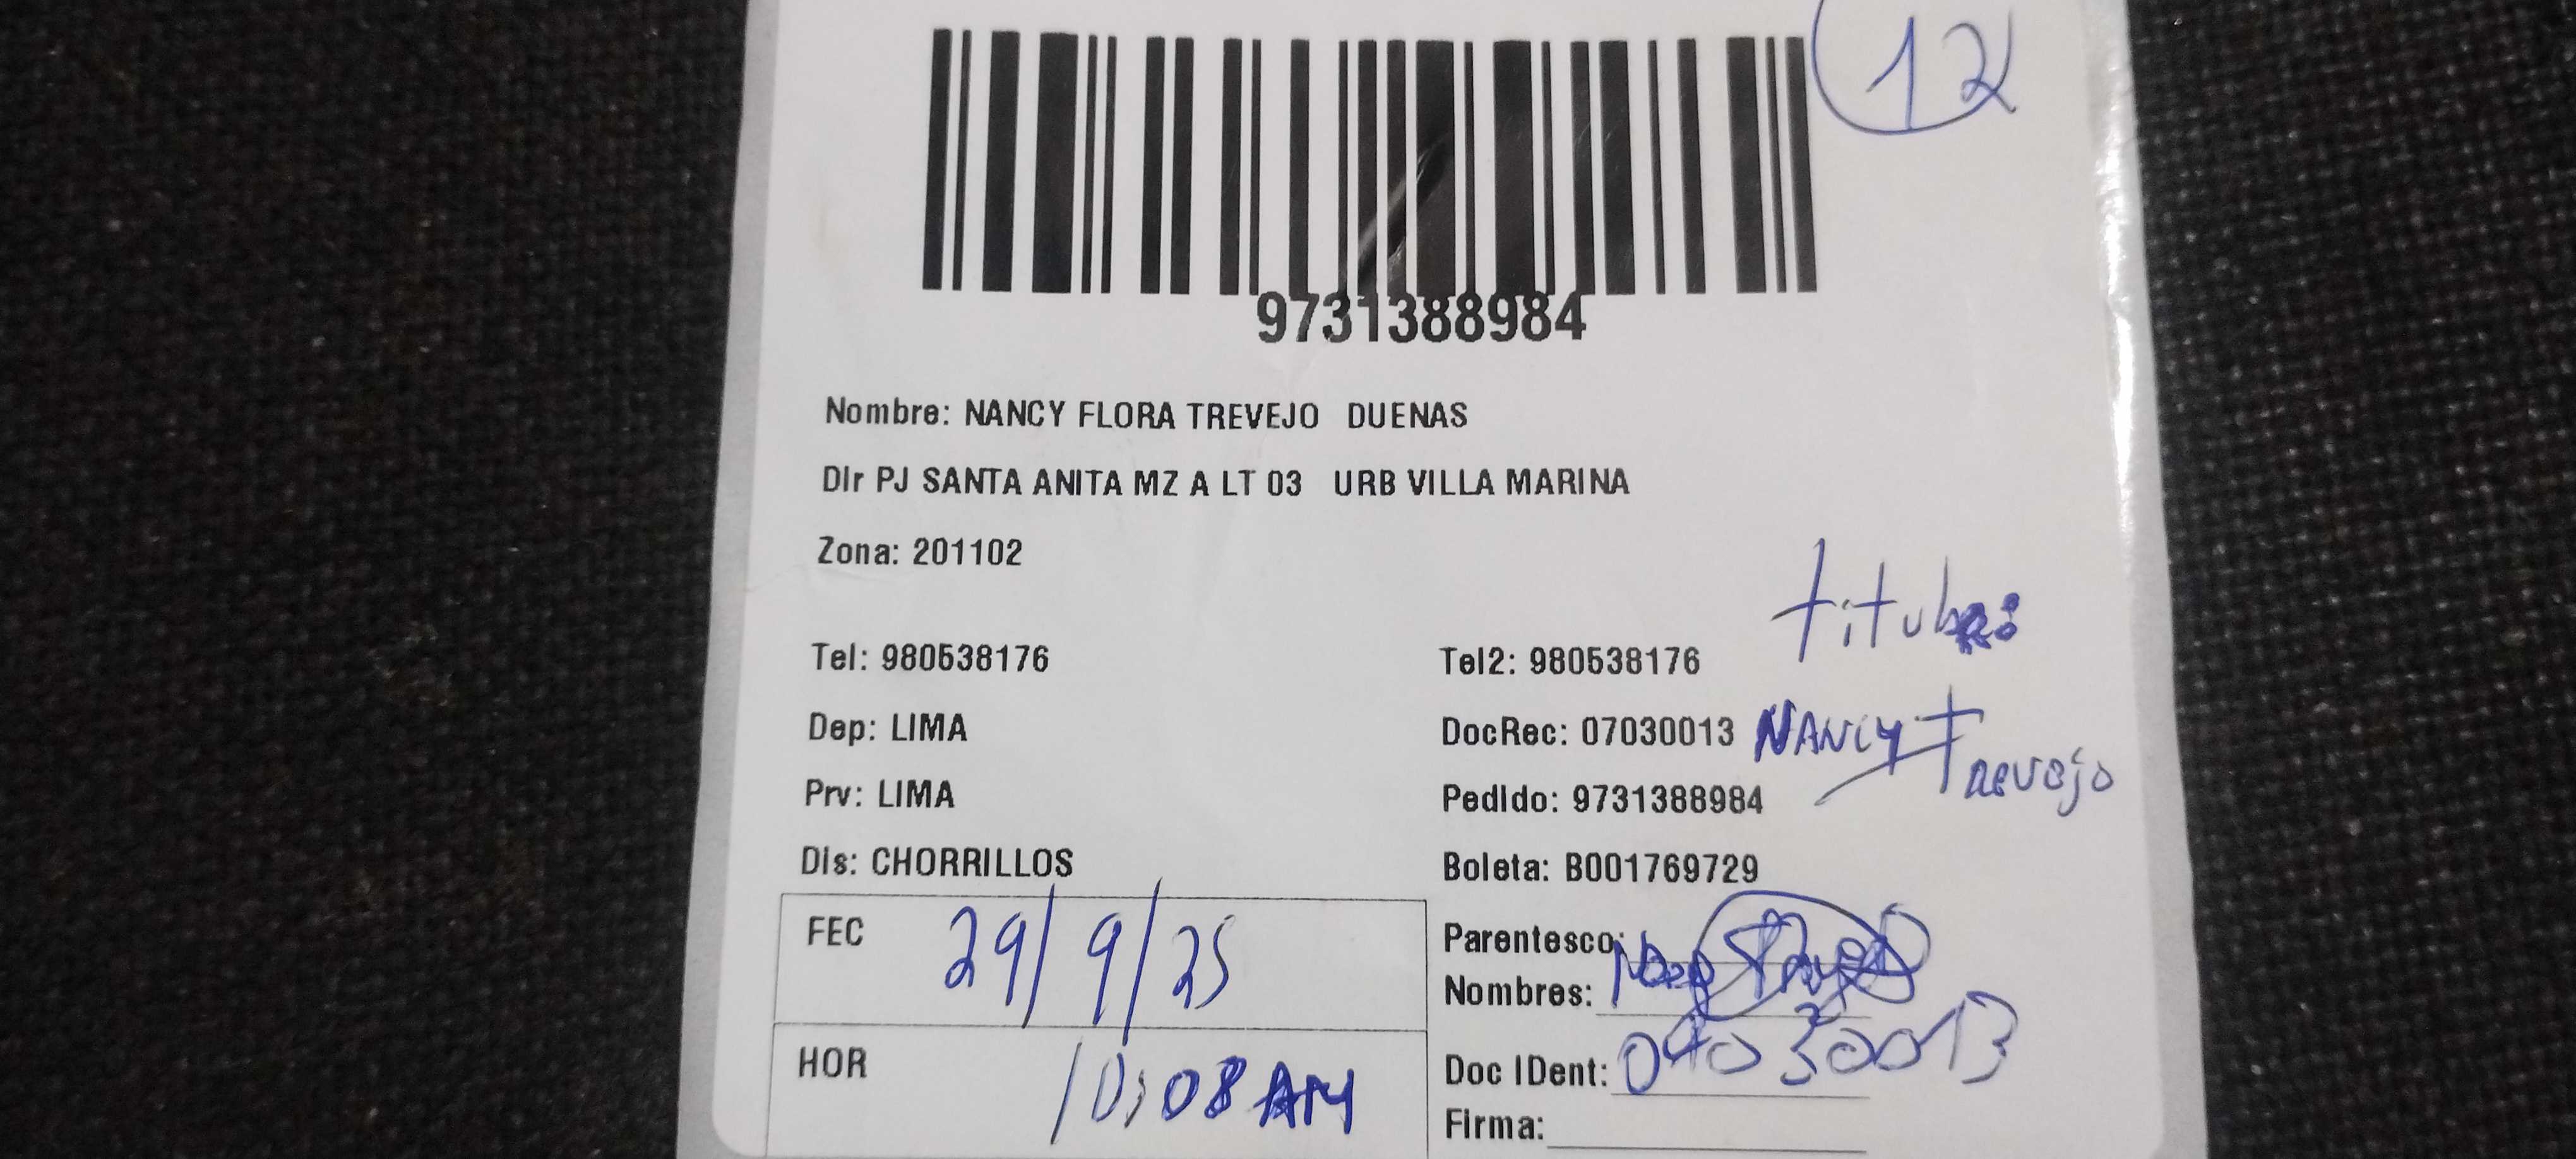 12
9731388984
Nombre: NANCY FLORA TREVEJO DUENAS
Dir PJ SANTA ANITA MZ A LT 03 URB VILLA MARINA
Zona: 201102
Tel: 980538176 Tel2: 980538176
Dep: LIMA DocRec: 07030013 NANCY Trevejo
Prv: LIMA Pedido: 9731388984
Dis: CHORRILLOS Boleta: B001769729
FEC 29/9/25 Parentesco:
Nombres:
HOR 10:08 AM Doc IDent: 07030013
Firma: